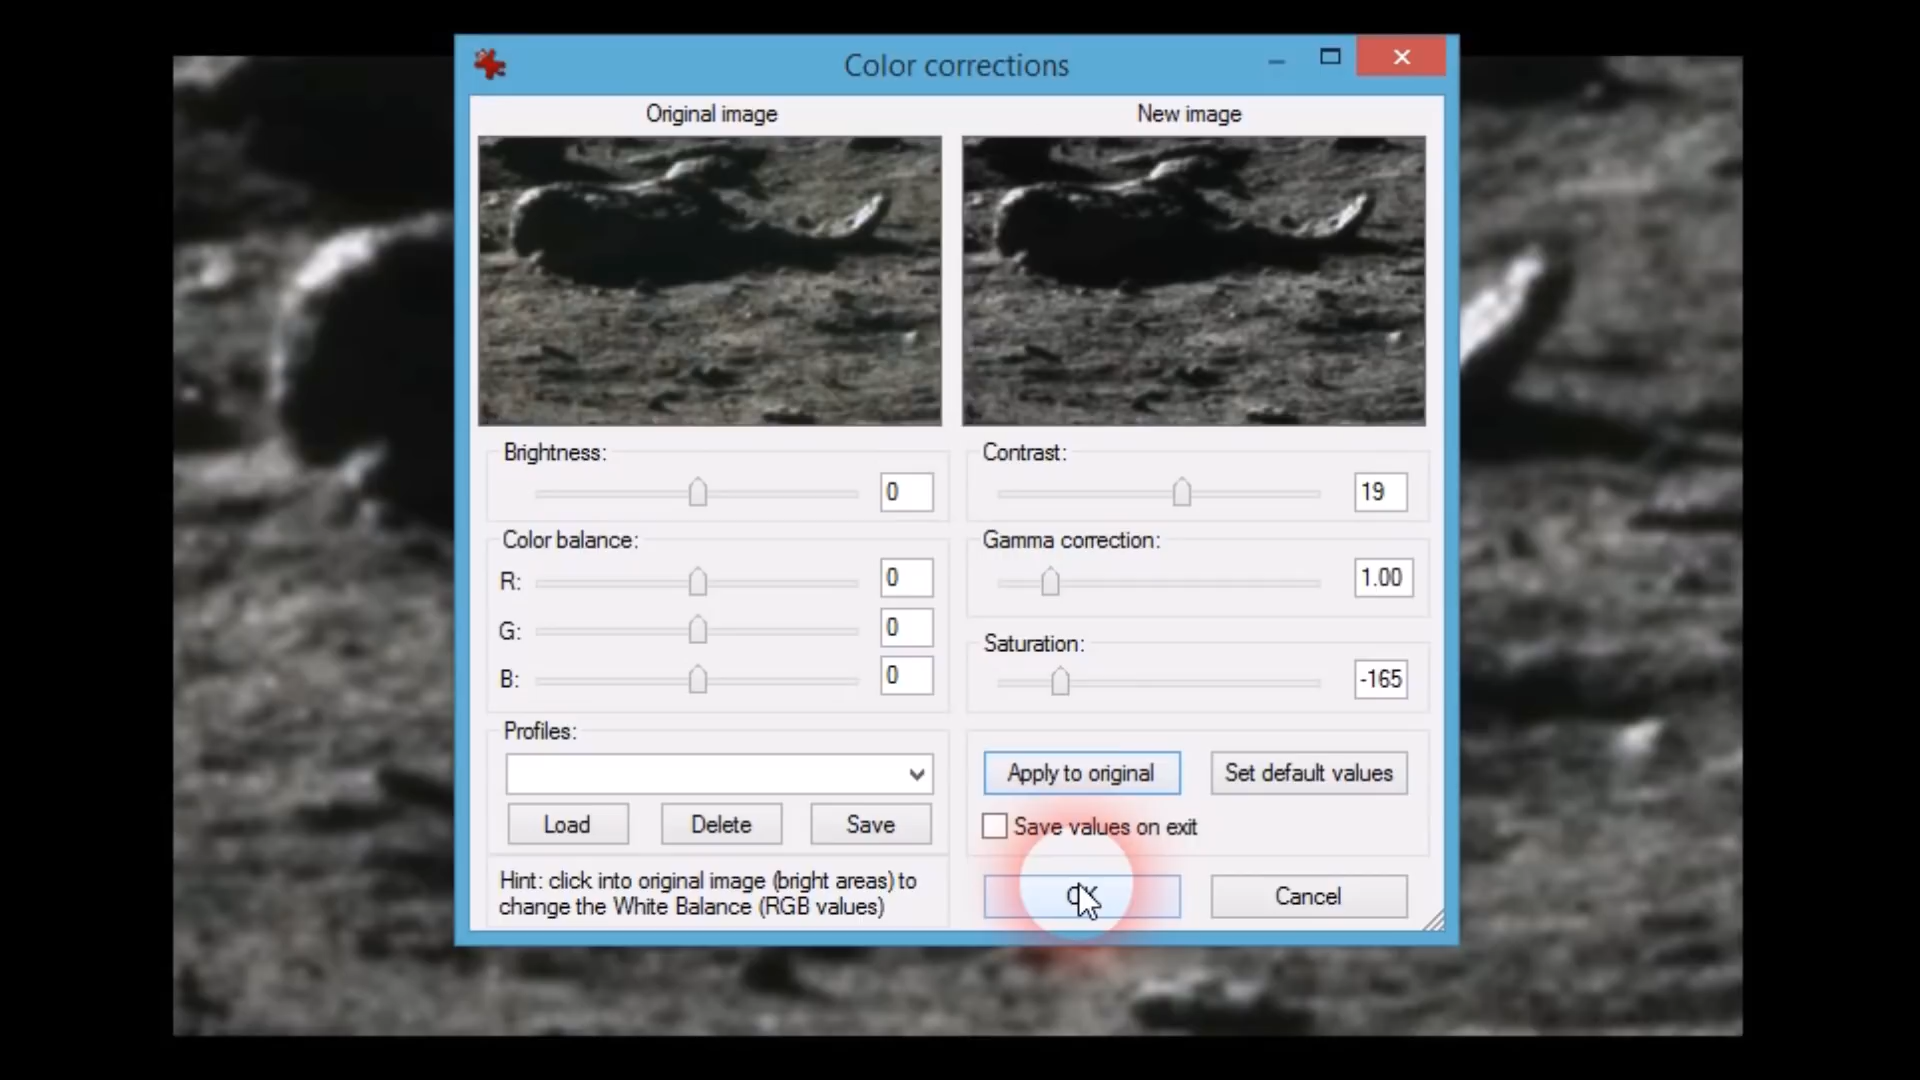 Color corrections
Original image
New image
Brightness:
0
Contrast:
19
Color balance:
R:
0
G:
0
B:
0
Gamma correction:
1.00
Saturation:
-165
Profiles:
Load
Delete
Save
Apply to original
Set default values
Save values on exit
Hint: click into original image (bright areas) to
change the White Balance (RGB values)
OK
Cancel